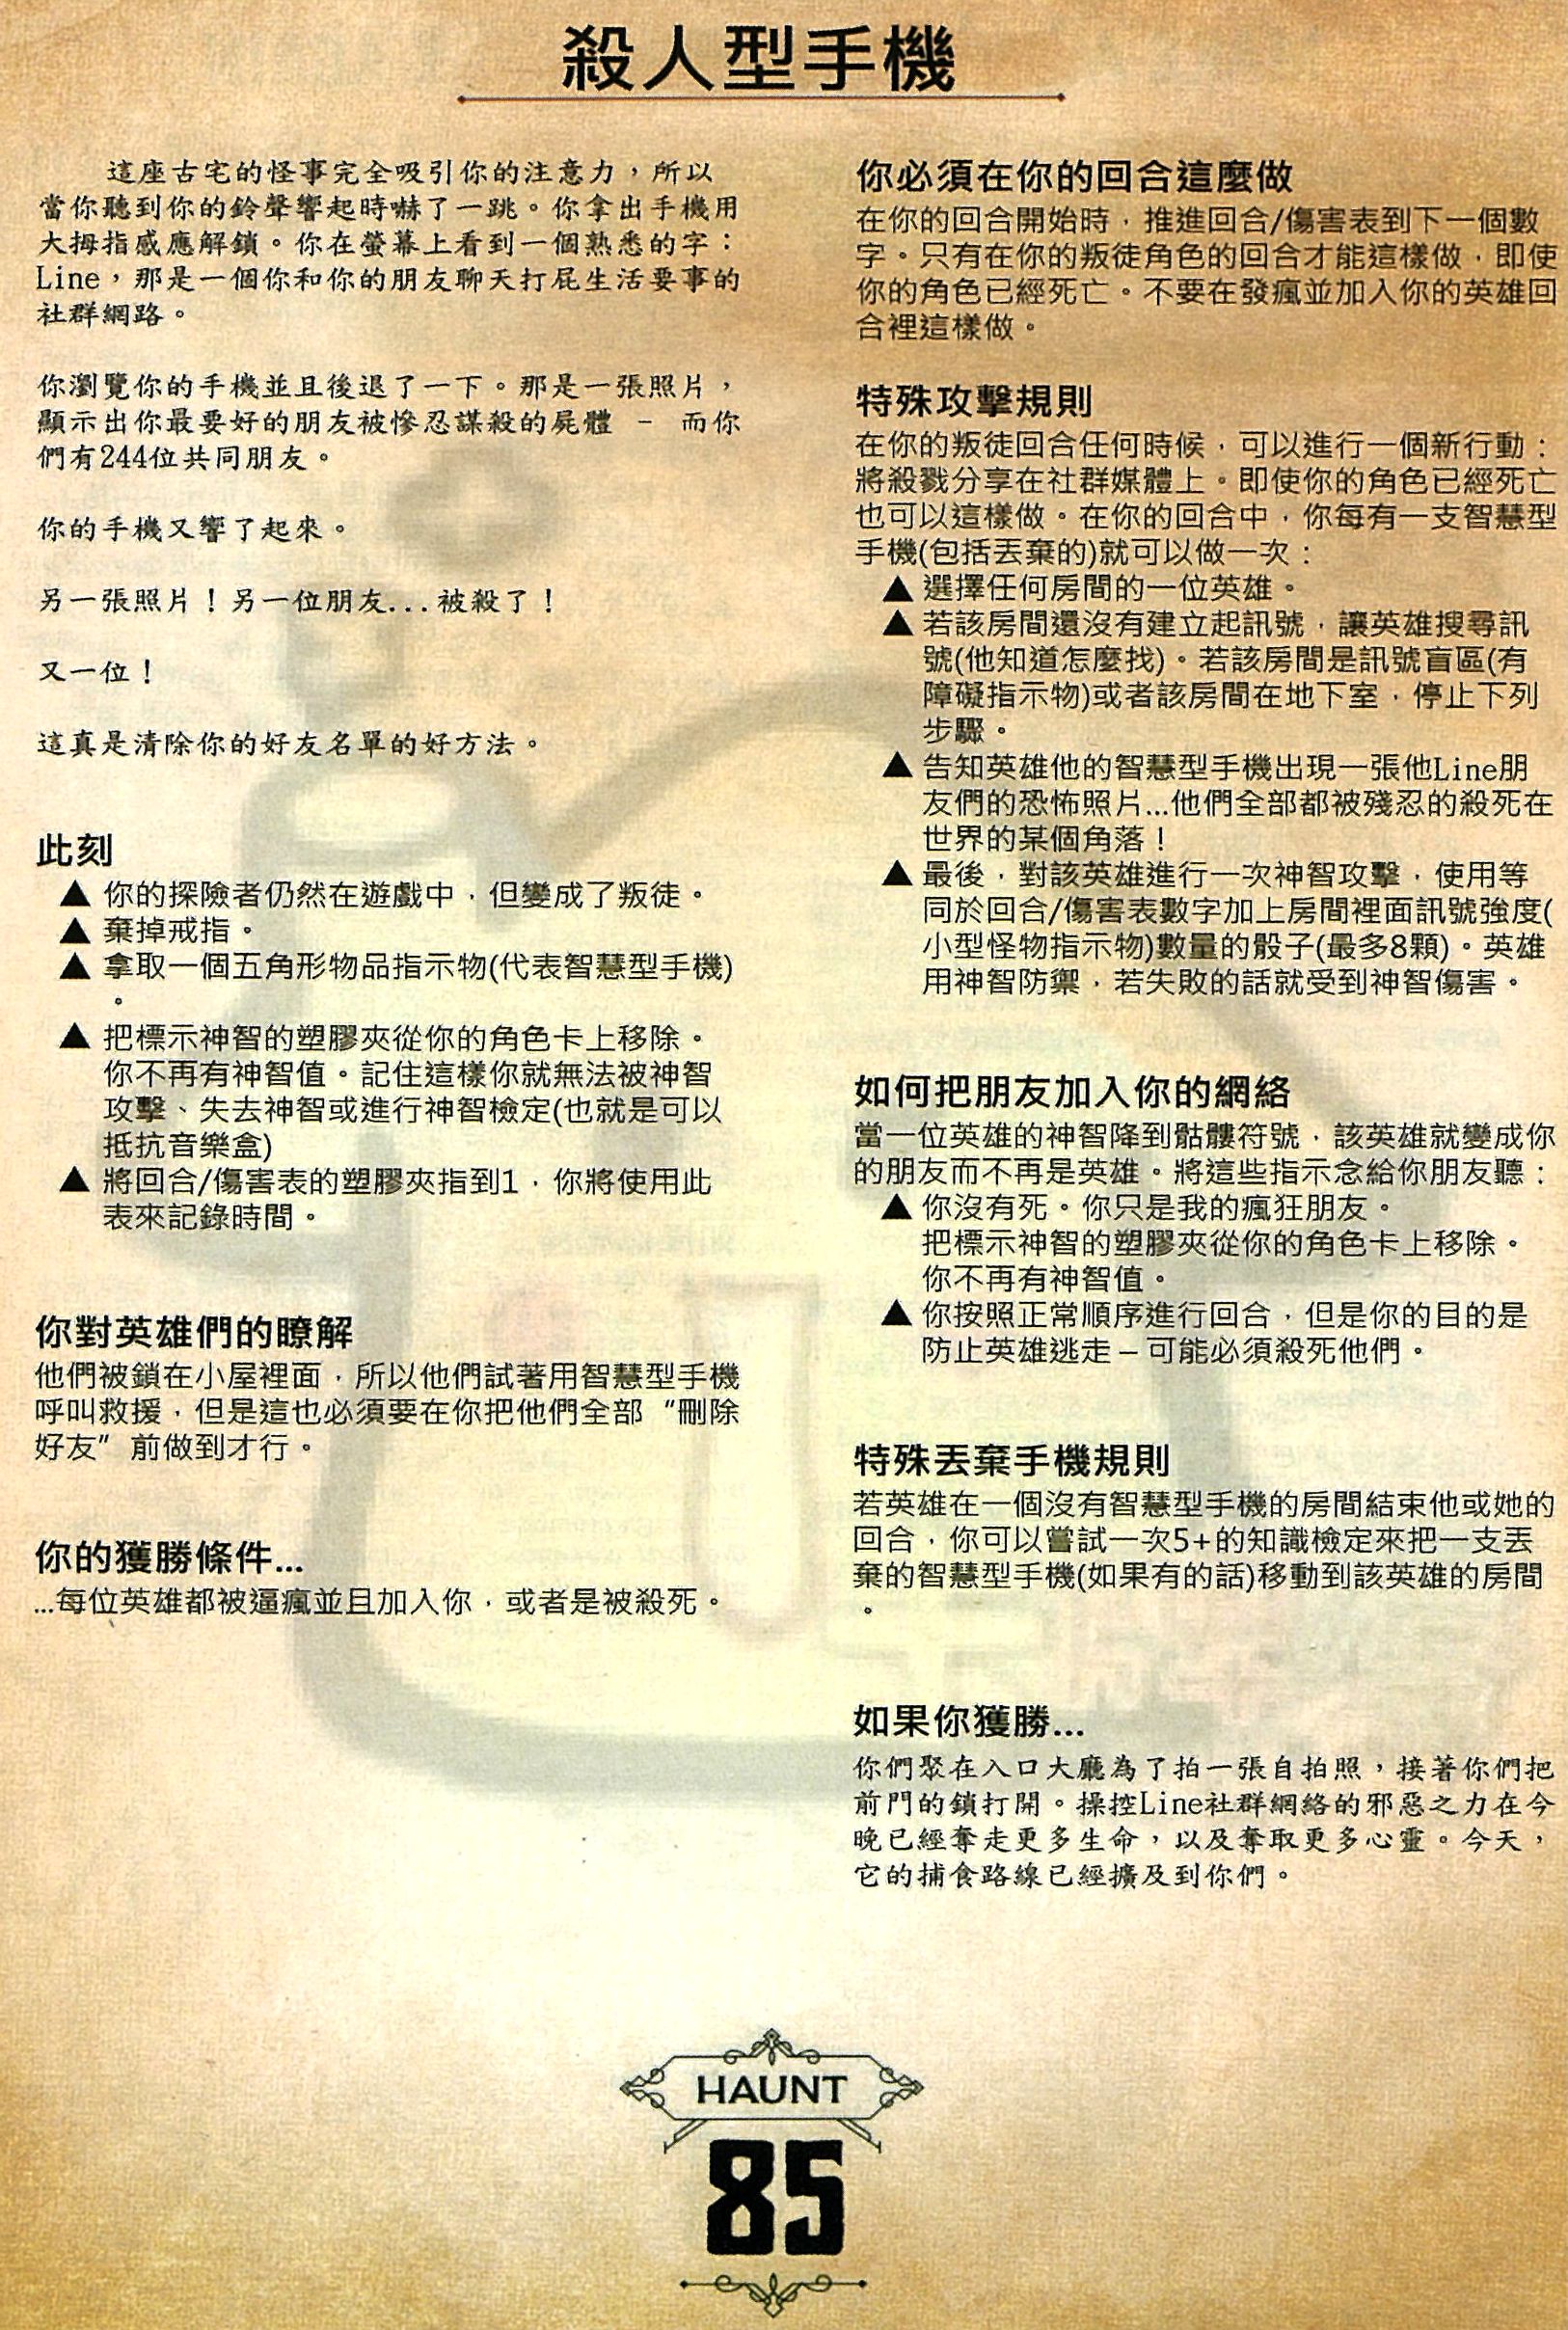 殺人型手機
這座古宅的怪事完全吸引你的注意力，所以
當你聽到你的鈴聲響起時嚇了一跳。你拿出手機用
大拇指感應解鎖。你在螢幕上看到一個熟悉的字：
Line，那是一個你和你的朋友聊天打屁生活要事的
社群網路。
你瀏覽你的手機並且後退了一下。那是一張照片，
顯示出你最要好的朋友被慘忍謀殺的屍體 － 而你
們有244位共同朋友。
你的手機又響了起來。
另一張照片！另一位朋友...被殺了！
又一位！
這真是清除你的好友名單的好方法。
此刻
▲ 你的探險者仍然在遊戲中，但變成了叛徒。
▲ 棄掉戒指。
▲ 拿取一個五角形物品指示物(代表智慧型手機)
。
▲ 把標示神智的塑膠夾從你的角色卡上移除。
你不再有神智值。記住這樣你就無法被神智
攻擊、失去神智或進行神智檢定(也就是可以
抵抗音樂盒)
▲ 將回合/傷害表的塑膠夾指到1，你將使用此
表來記錄時間。
你對英雄們的瞭解
他們被鎖在小屋裡面，所以他們試著用智慧型手機
呼叫救援，但是這也必須要在你把他們全部“刪除
好友”前做到才行。
你的獲勝條件...
...每位英雄都被逼瘋並且加入你，或者是被殺死。
你必須在你的回合這麼做
在你的回合開始時，推進回合/傷害表到下一個數
字。只有在你的叛徒角色的回合才能這樣做，即使
你的角色已經死亡。不要在發瘋並加入你的英雄回
合裡這樣做。
特殊攻擊規則
在你的叛徒回合任何時候，可以進行一個新行動：
將殺戮分享在社群媒體上。即使你的角色已經死亡
也可以這樣做。在你的回合中，你每有一支智慧型
手機(包括丟棄的)就可以做一次：
▲ 選擇任何房間的一位英雄。
▲ 若該房間還沒有建立起訊號，讓英雄搜尋訊
號(他知道怎麼找)。若該房間是訊號盲區(有
障礙指示物)或者該房間在地下室，停止下列
步驟。
▲ 告知英雄他的智慧型手機出現一張他Line朋
友們的恐怖照片...他們全部都被殘忍的殺死在
世界的某個角落！
▲ 最後，對該英雄進行一次神智攻擊，使用等
同於回合/傷害表數字加上房間裡面訊號強度(
小型怪物指示物)數量的骰子(最多8顆)。英雄
用神智防禦，若失敗的話就受到神智傷害。
如何把朋友加入你的網絡
當一位英雄的神智降到骷髏符號，該英雄就變成你
的朋友而不再是英雄。將這些指示念給你朋友聽：
▲ 你沒有死。你只是我的瘋狂朋友。
把標示神智的塑膠夾從你的角色卡上移除。
你不再有神智值。
▲ 你按照正常順序進行回合，但是你的目的是
防止英雄逃走 – 可能必須殺死他們。
特殊丟棄手機規則
若英雄在一個沒有智慧型手機的房間結束他或她的
回合，你可以嘗試一次5+的知識檢定來把一支丟
棄的智慧型手機(如果有的話)移動到該英雄的房間
。
如果你獲勝...
你們聚在入口大廳為了拍一張自拍照，接著你們把
前門的鎖打開。操控Line社群網絡的邪惡之力在今
晚已經奪走更多生命，以及奪取更多心靈。今天，
它的捕食路線已經擴及到你們。
HAUNT
85